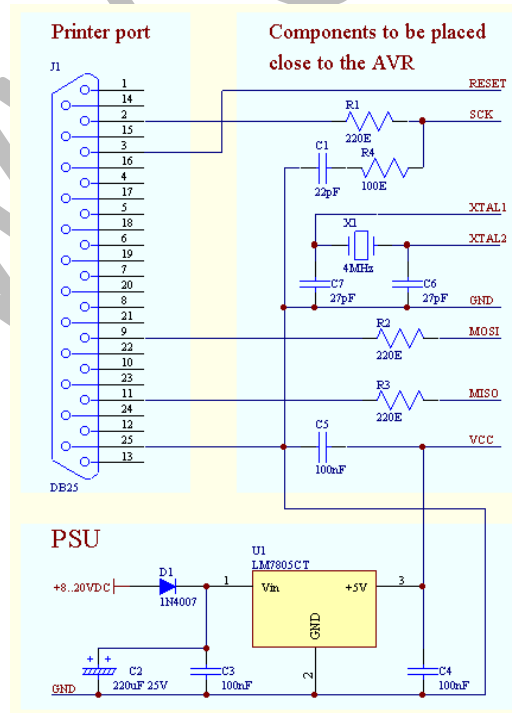 Printer port
Components to be placed
close to the AVR
J1
1
14
2
15
3
16
4
17
5
18
6
19
7
20
8
21
9
22
10
23
11
24
12
25
13
DB25
RESET
R1
SCK
220E
C1
R4
22pF
100E
XTAL1
X1
XTAL2
4MHz
C7
C6
27pF
27pF
GND
R2
MOSI
220E
R3
MISO
220E
C5
VCC
100nF
PSU
U1
LM7805CT
D1
+8..20VDC
1N4007
1
Vin
+5V
3
GND
2
+ +
C2
220uF 25V
C3
100nF
C4
100nF
GND